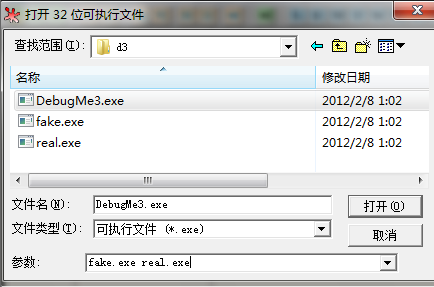 打开 32 位可执行文件
查找范围(I): d3
名称 修改日期
DebugMe3.exe 2012/2/8 1:02
fake.exe 2012/2/8 1:02
real.exe 2012/2/8 1:02
文件名(N): DebugMe3.exe 打开(O)
文件类型(T): 可执行文件 (*.exe) 取消
参数: fake.exe real.exe